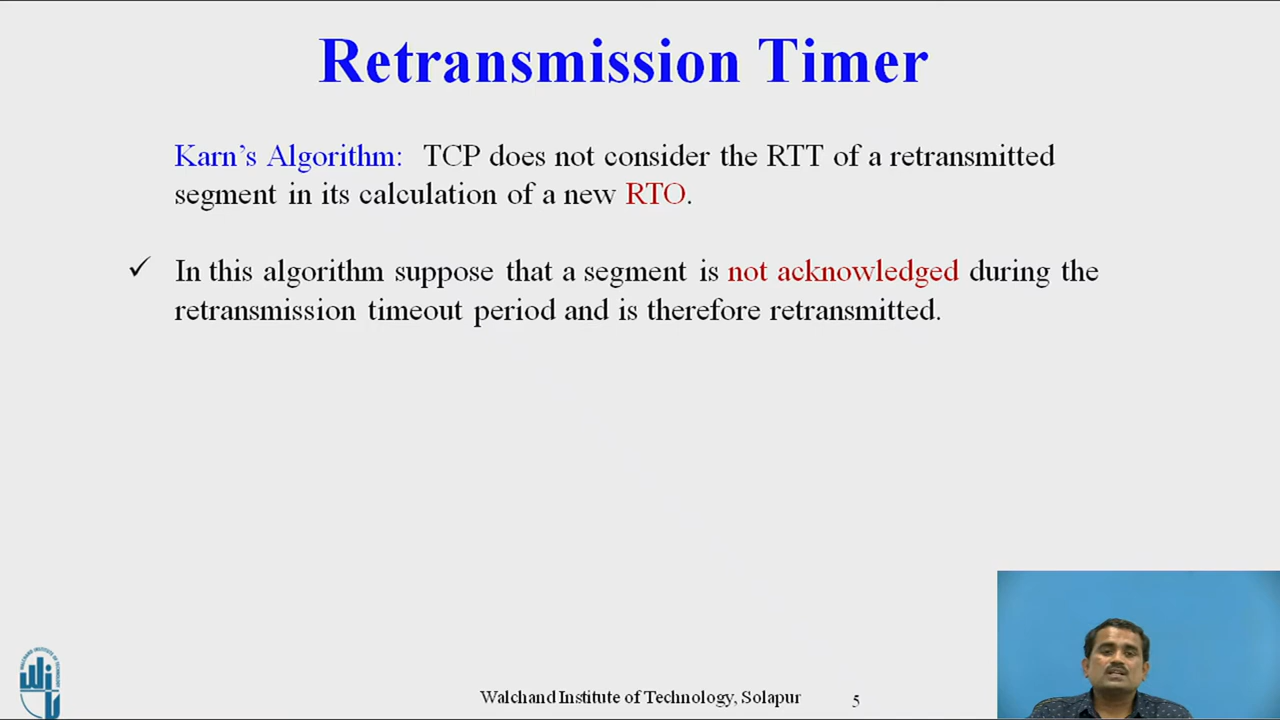 Retransmission Timer
Karn's Algorithm: TCP does not consider the RTT of a retransmitted
segment in its calculation of a new RTO.
✓ In this algorithm suppose that a segment is not acknowledged during the
retransmission timeout period and is therefore retransmitted.
Walchand Institute of Technology, Solapur 5